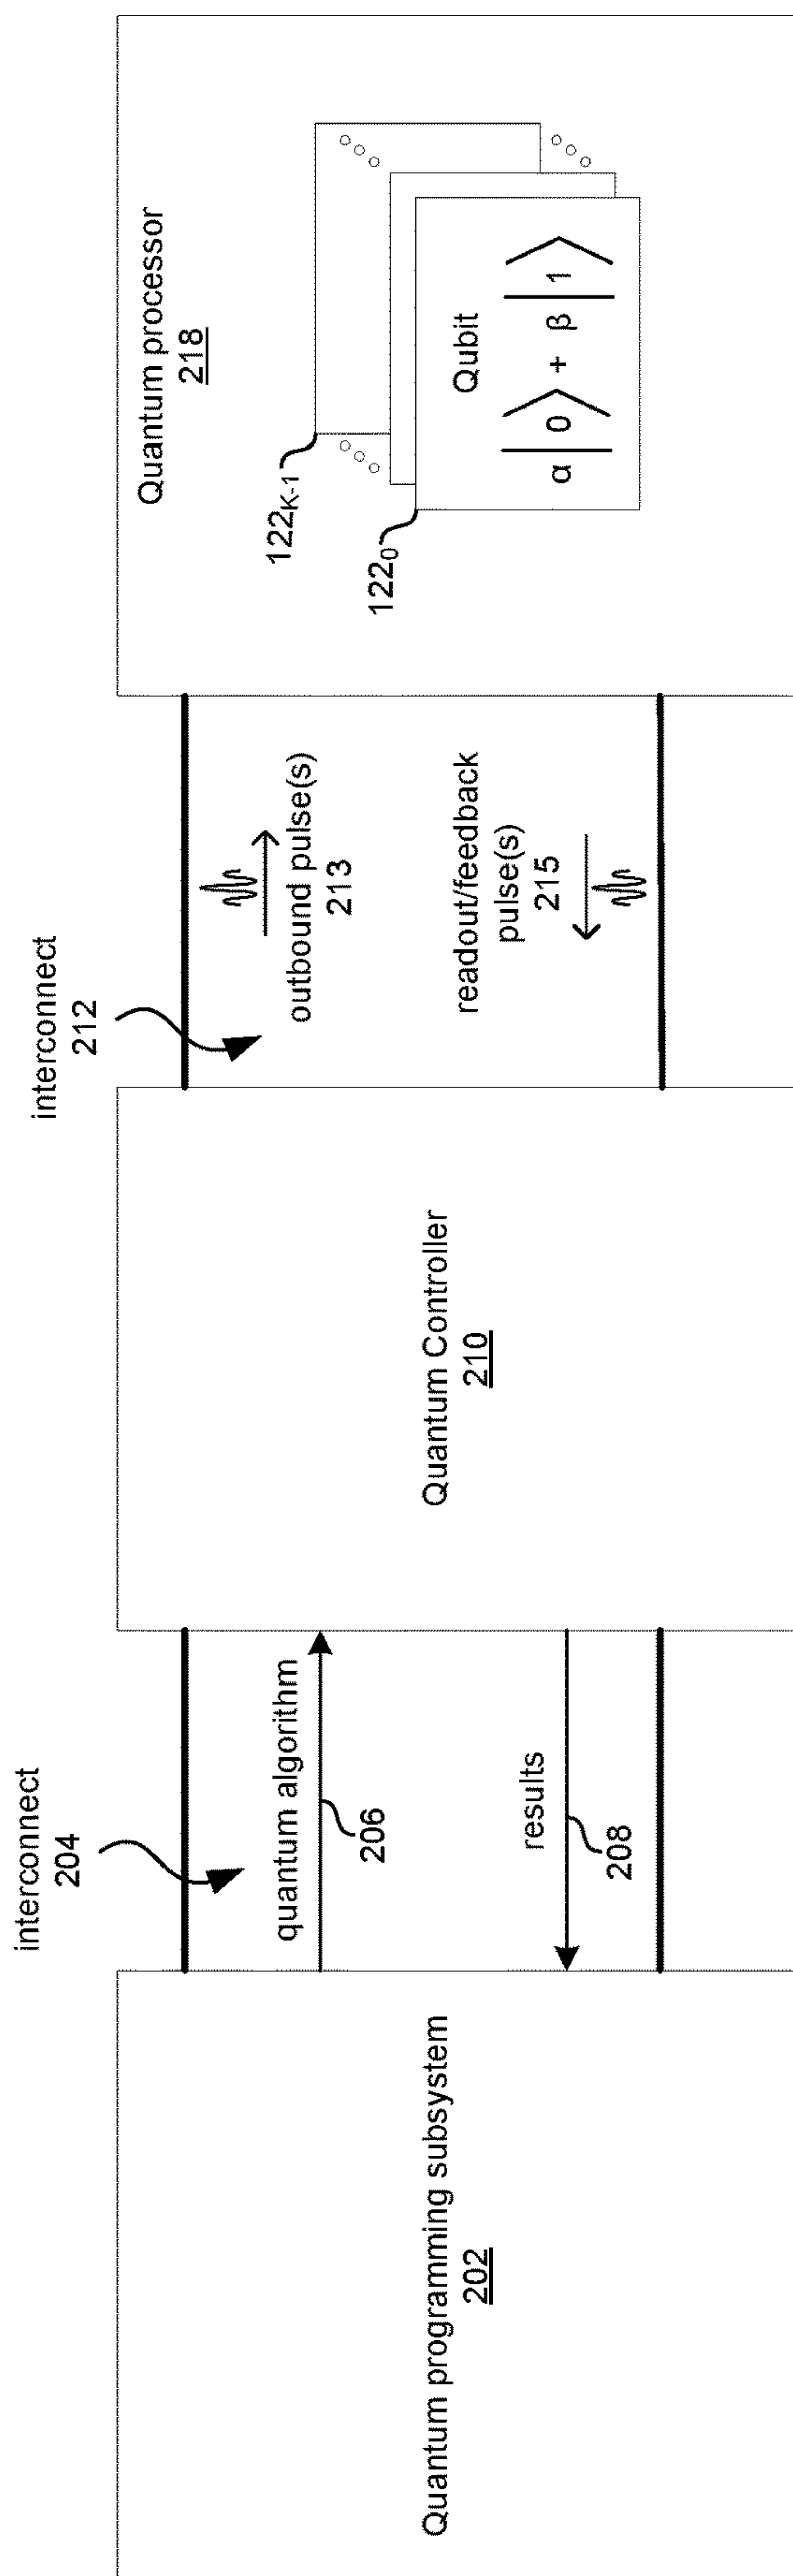 interconnect
204
interconnect
212
Quantum programming subsystem
202
quantum algorithm
206
results
208
Quantum Controller
210
outbound pulse(s)
213
readout/feedback
pulse(s)
215
Quantum processor
218
122K-1
1220
Qubit
α|0⟩ + β|1⟩